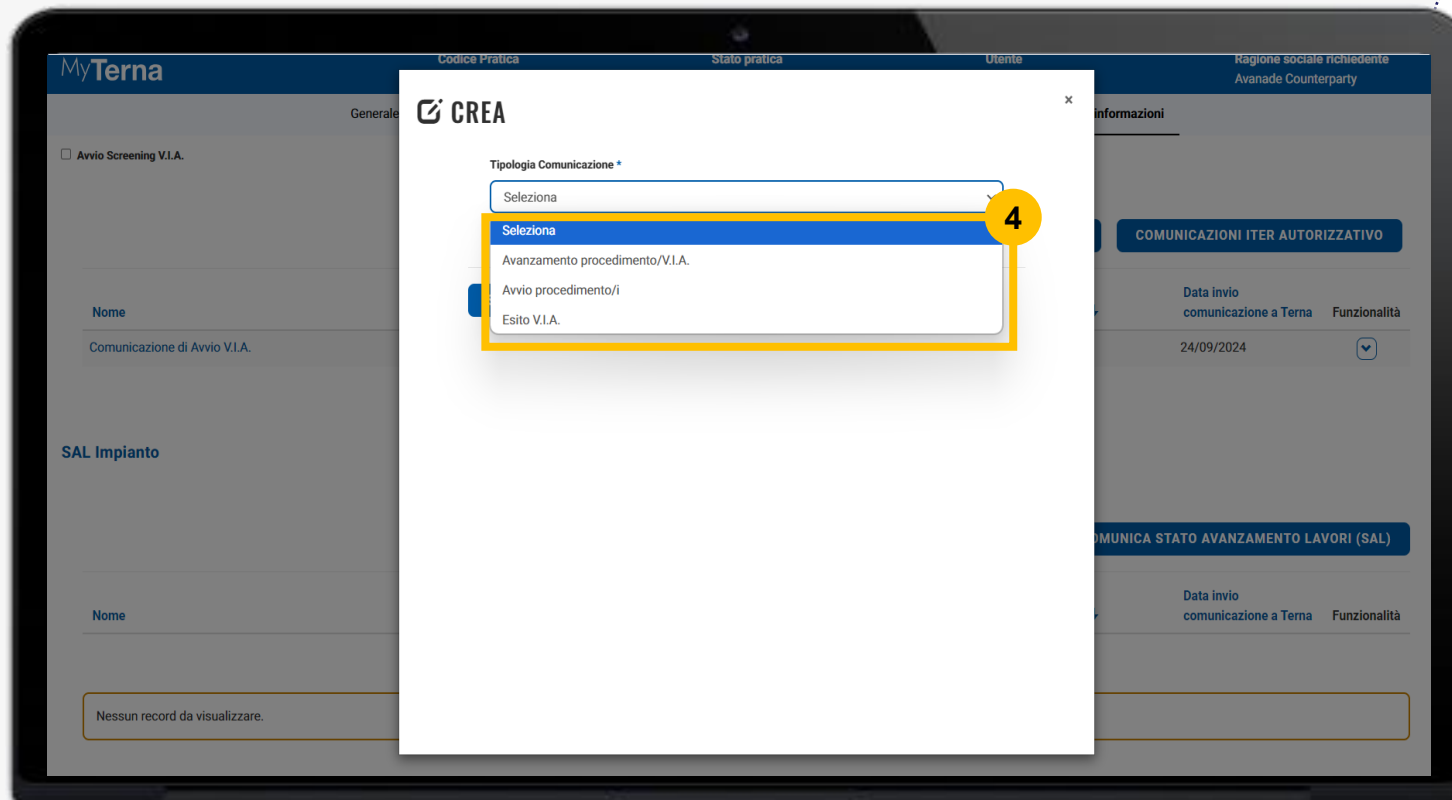 MyTerna
Codice Pratica
Stato pratica
Utente
Ragione sociale richiedente
Avanade Counterparty
Generale
informazioni
CREA
×
Avvio Screening V.I.A.
Tipologia Comunicazione *
Seleziona
4
Seleziona
Avanzamento procedimento/V.I.A.
Avvio procedimento/i
Esito V.I.A.
COMUNICAZIONI ITER AUTORIZZATIVO
Nome
Data invio
comunicazione a Terna
Funzionalità
Comunicazione di Avvio V.I.A.
24/09/2024
SAL Impianto
OMUNICA STATO AVANZAMENTO LAVORI (SAL)
Nome
Data invio
comunicazione a Terna
Funzionalità
Nessun record da visualizzare.